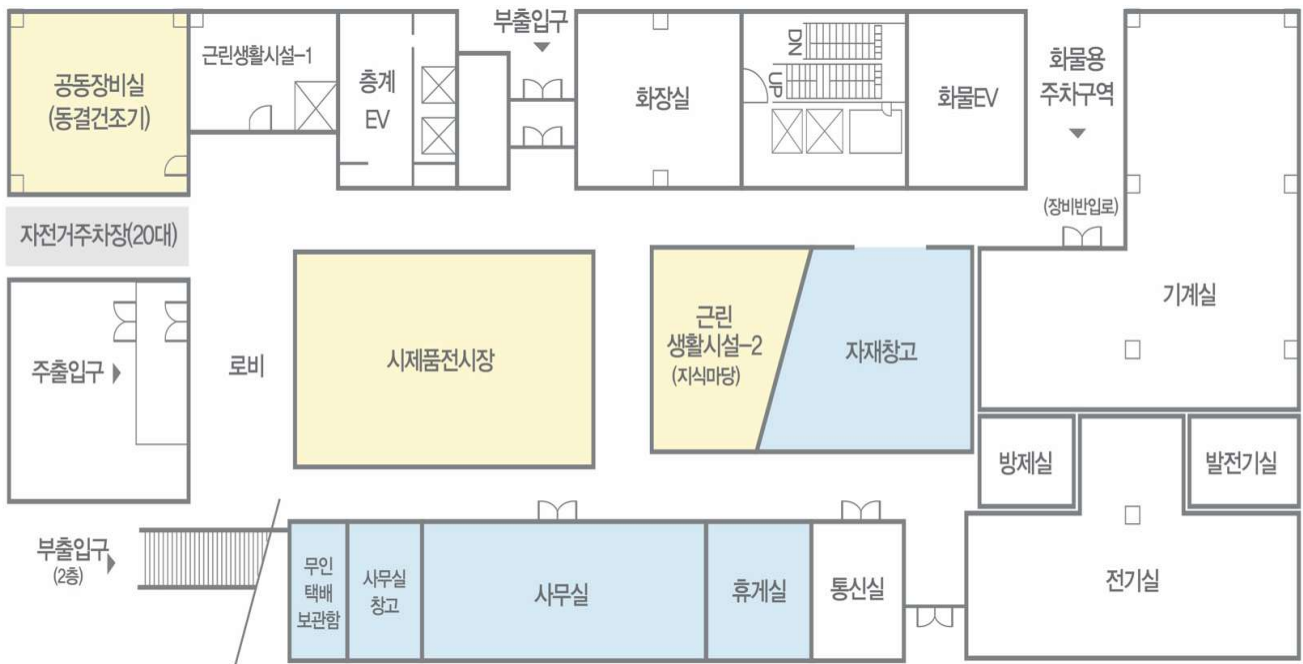 부출입구
공동장비실
(동결건조기)
근린생활시설-1
층계
EV
화장실
DN
UP
화물EV
화물용
주차구역
(장비반입로)
자전거주차장(20대)
주출입구
로비
시제품전시장
근린
생활시설-2
(지식마당)
자재창고
기계실
방제실
발전기실
부출입구
(2층)
무인
택배
보관함
사무실
창고
사무실
휴게실
통신실
전기실